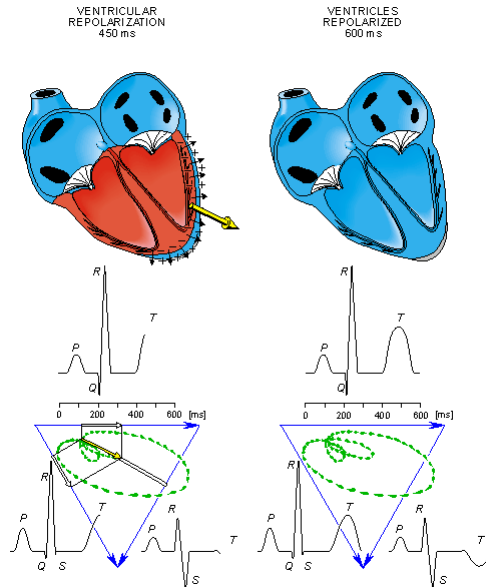 VENTRICULAR
REPOLARIZATION
450 ms
VENTRICLES
REPOLARIZED
600 ms
R
P
T
Q
R
P
T
Q
0 200 400 600 [ms]
0 200 400 600 [ms]
R
P
T
Q S
R
P
T
S
R
P
T
Q S
R
P
T
S